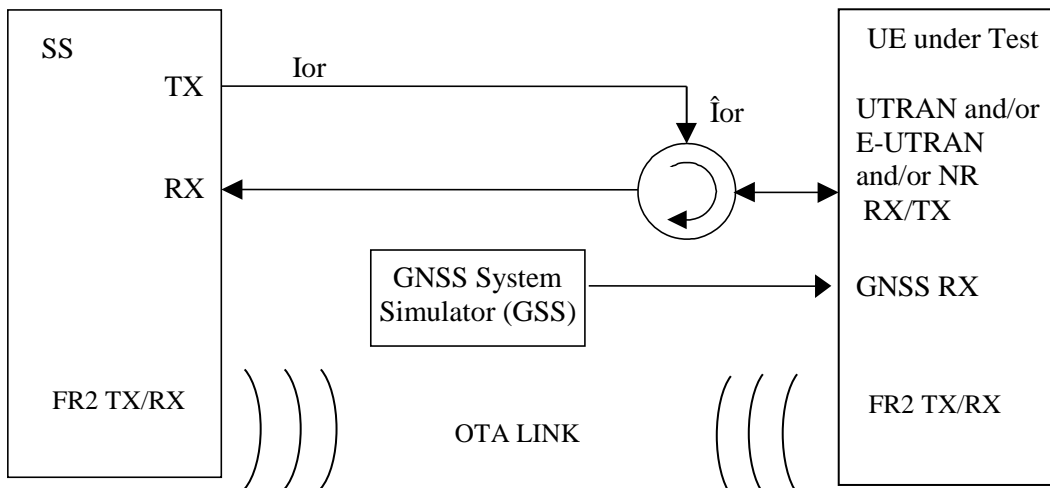 SS
TX
Ior
Îor
RX
UE under Test
UTRAN and/or
E-UTRAN
and/or NR
RX/TX
GNSS System
Simulator (GSS)
GNSS RX
FR2 TX/RX
OTA LINK
FR2 TX/RX